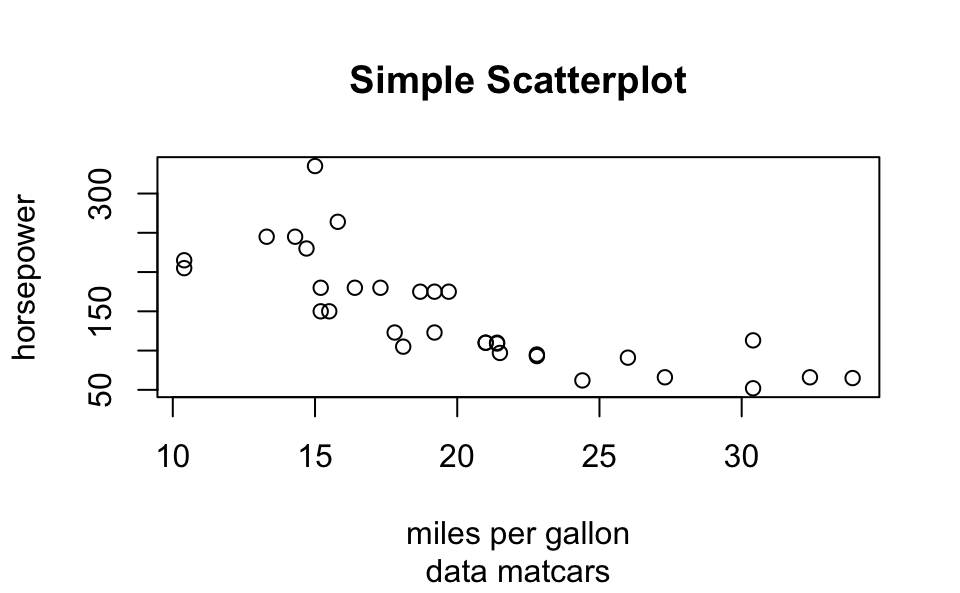 Simple Scatterplot
horsepower
300
150
50
10 15 20 25 30
miles per gallon
data matcars